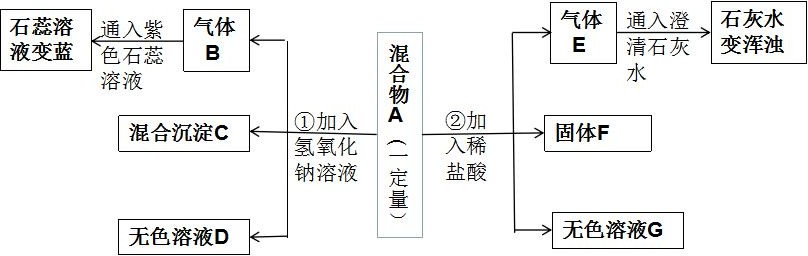 石蕊溶
液变蓝
通入紫
色石蕊
溶液
气体
B
混合沉淀C
无色溶液D
①加入
氢氧化
钠溶液
混合物A（一定量）
②加
入稀
盐酸
气体
E
通入澄
清石灰
水
石灰水
变浑浊
固体F
无色溶液G